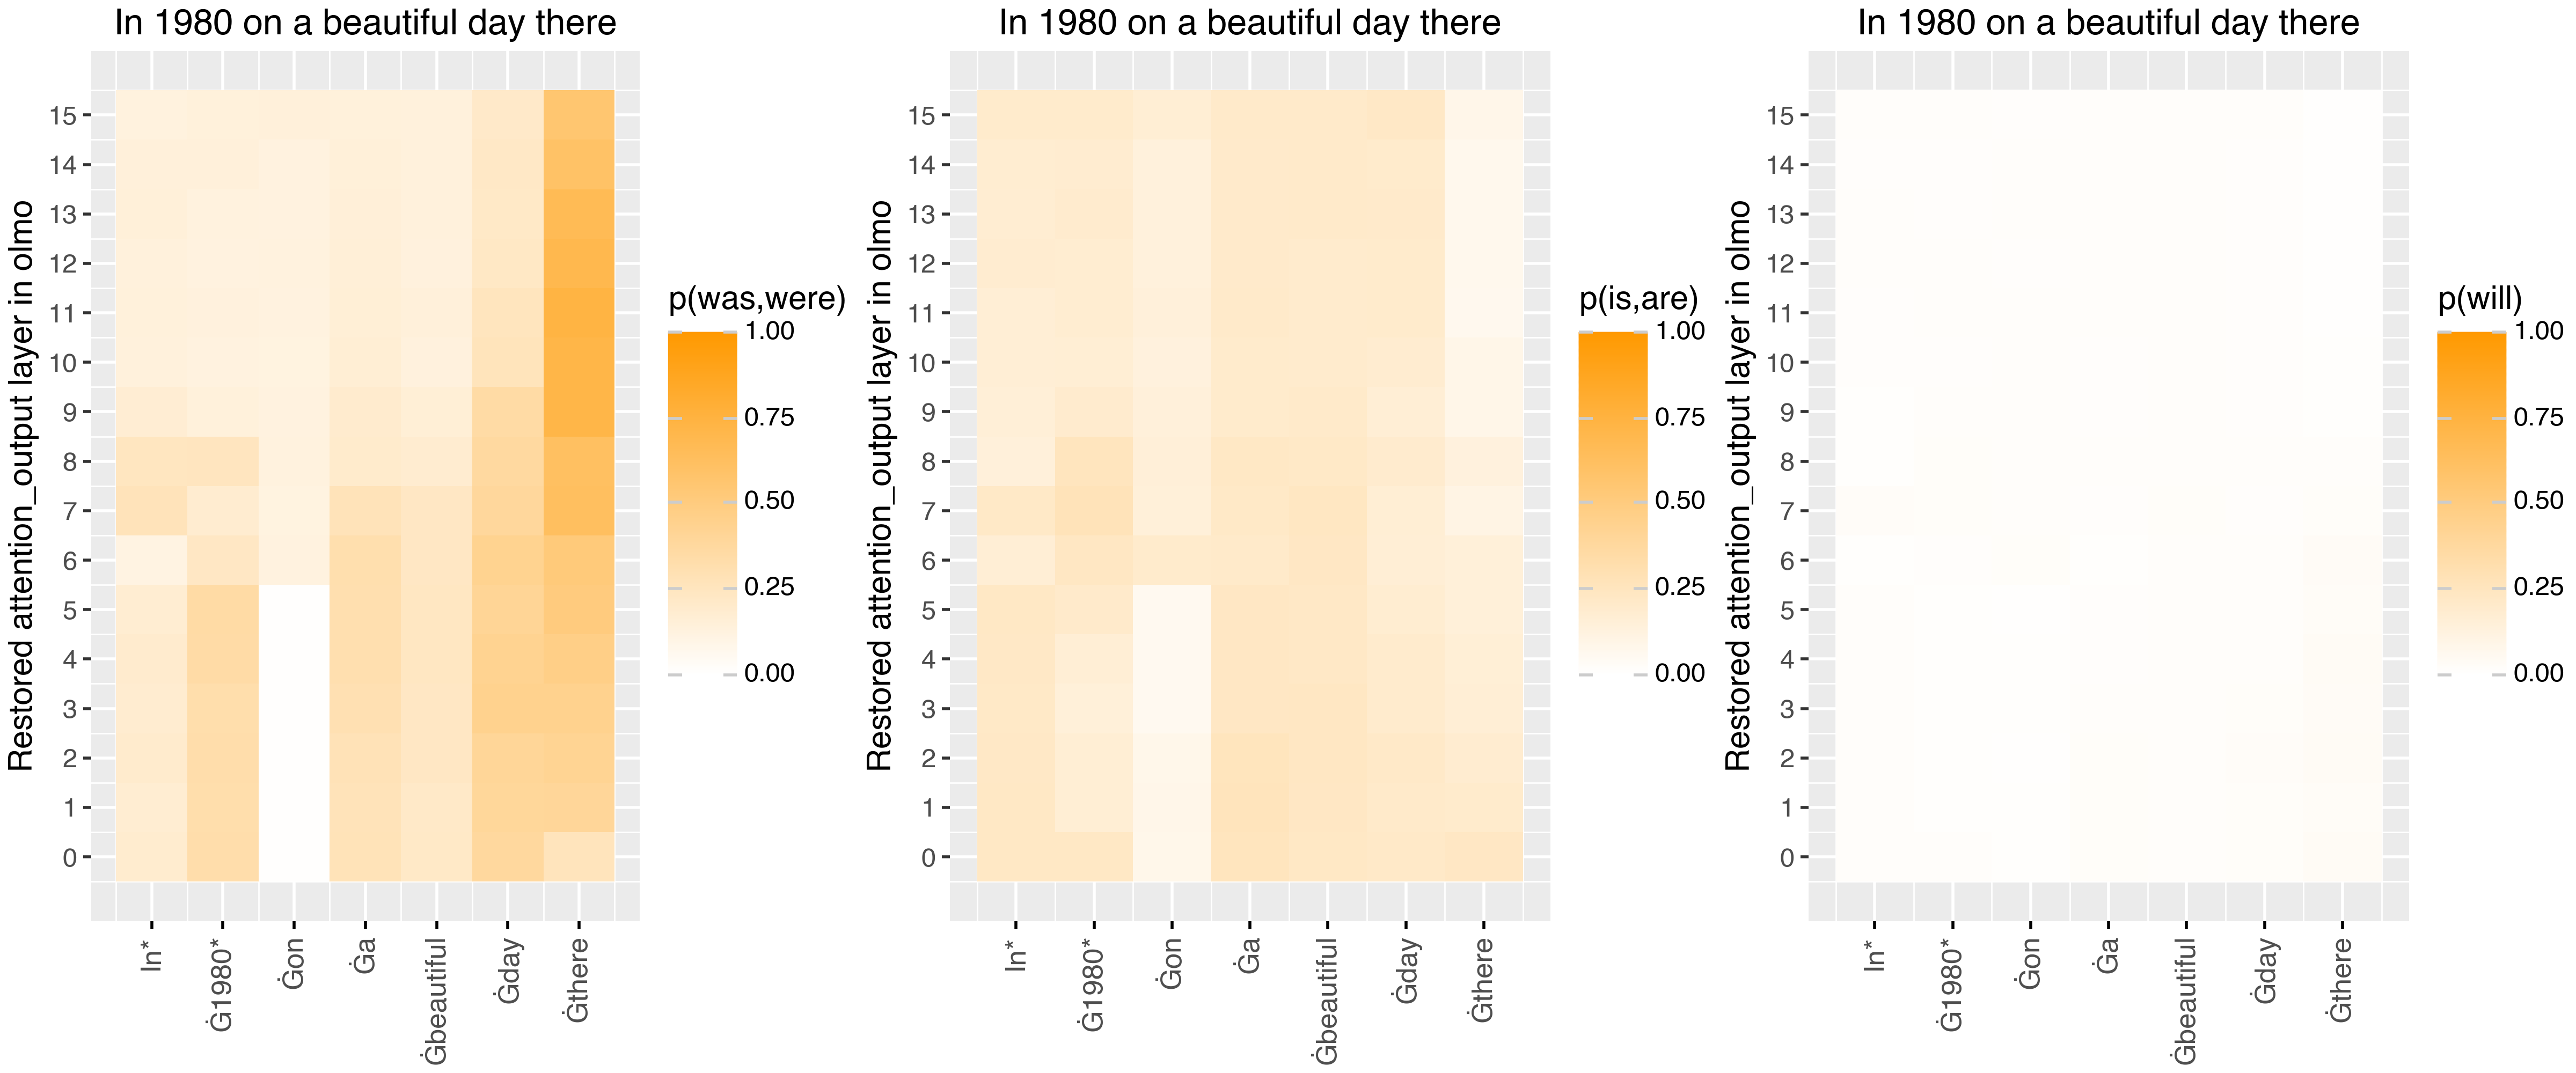 In 1980 on a beautiful day there
Restored attention_output layer in olmo
15
14
13
12
11
10
9
8
7
6
5
4
3
2
1
0
In*
Ġ1980*
Ġon
Ġa
Ġbeautiful
Ġday
Ġthere
p(was,were)
1.00
0.75
0.50
0.25
0.00
In 1980 on a beautiful day there
Restored attention_output layer in olmo
15
14
13
12
11
10
9
8
7
6
5
4
3
2
1
0
In*
Ġ1980*
Ġon
Ġa
Ġbeautiful
Ġday
Ġthere
p(is,are)
1.00
0.75
0.50
0.25
0.00
In 1980 on a beautiful day there
Restored attention_output layer in olmo
15
14
13
12
11
10
9
8
7
6
5
4
3
2
1
0
In*
Ġ1980*
Ġon
Ġa
Ġbeautiful
Ġday
Ġthere
p(will)
1.00
0.75
0.50
0.25
0.00